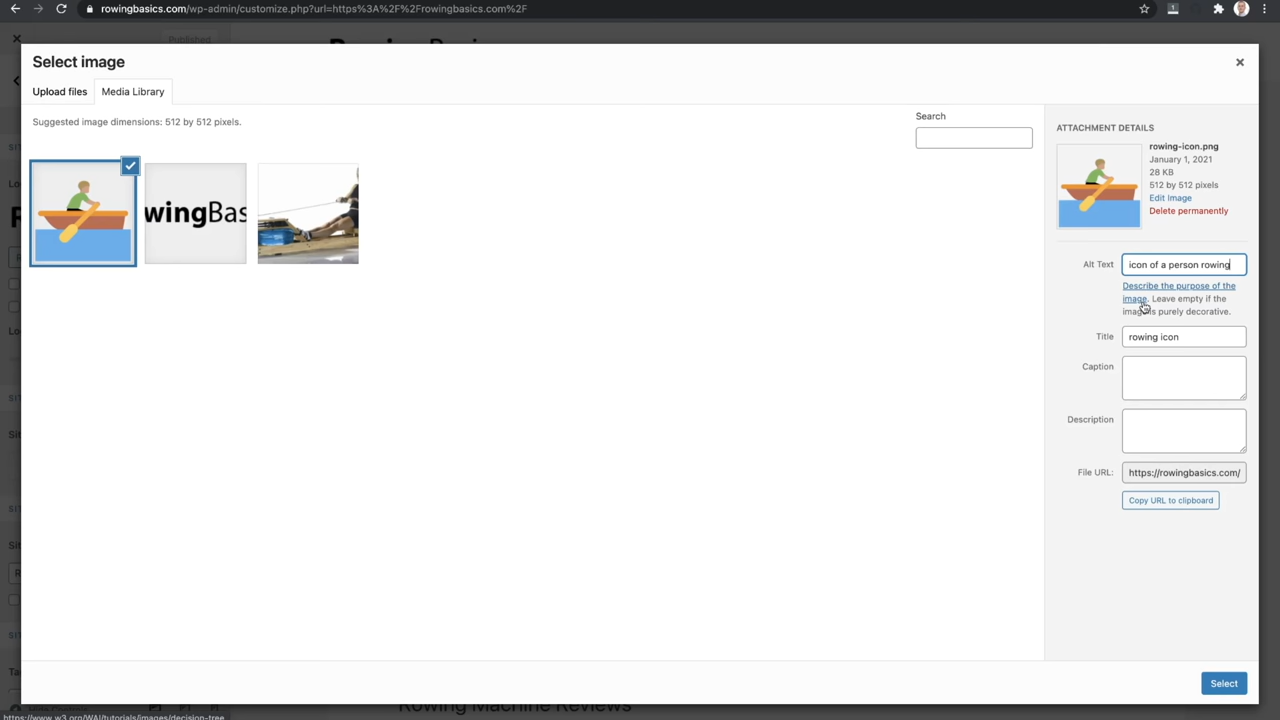 rowingbasics.com/wp-admin/customize.php?url=https%3A%2F%2Frowingbasics.com%2F
Published
Select image
Upload files
Media Library
Suggested image dimensions: 512 by 512 pixels.
Search
wingBas
ATTACHMENT DETAILS
rowing-icon.png
January 1, 2021
28 KB
512 by 512 pixels
Edit Image
Delete permanently
Alt Text
icon of a person rowing
Describe the purpose of the
image. Leave empty if the
image is purely decorative.
Title
rowing icon
Caption
Description
File URL:
https://rowingbasics.com/
Copy URL to clipboard
Select
Rowing Machine Reviews
https://www.w3.org/WAI/tutorials/images/decision-tree